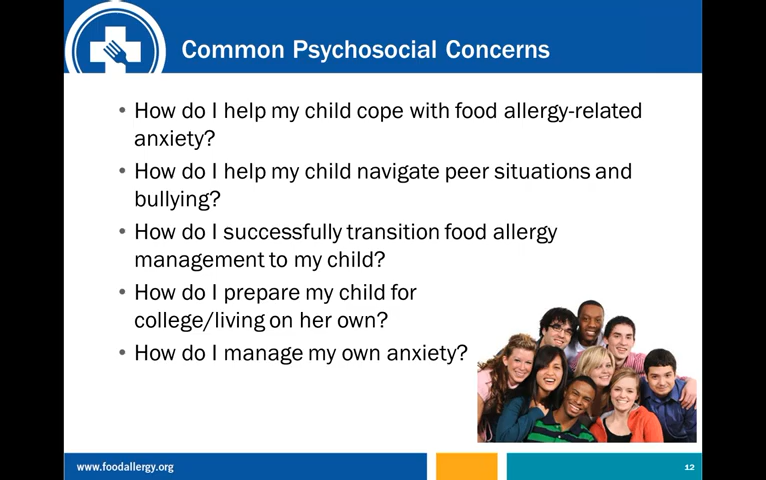 Common Psychosocial Concerns
• How do I help my child cope with food allergy-related
anxiety?
• How do I help my child navigate peer situations and
bullying?
• How do I successfully transition food allergy
management to my child?
• How do I prepare my child for
college/living on her own?
• How do I manage my own anxiety?
www.foodallergy.org
12